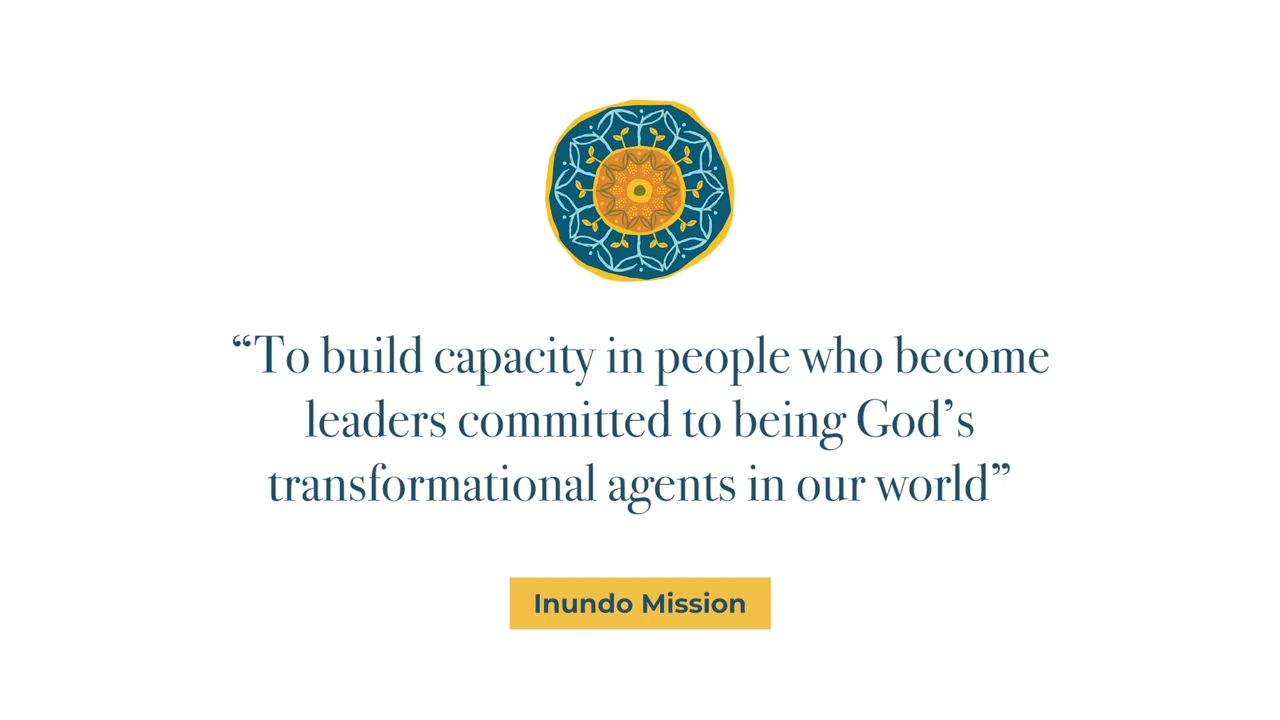 “To build capacity in people who become
leaders committed to being God’s
transformational agents in our world”
Inundo Mission